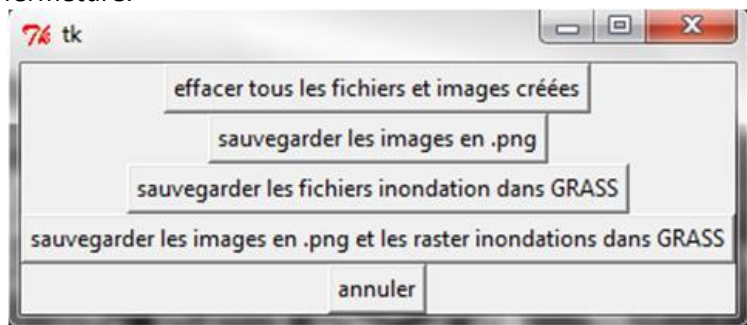 fermeture.
tk
effacer tous les fichiers et images créées
sauvegarder les images en .png
sauvegarder les fichiers inondation dans GRASS
sauvegarder les images en .png et les raster inondations dans GRASS
annuler